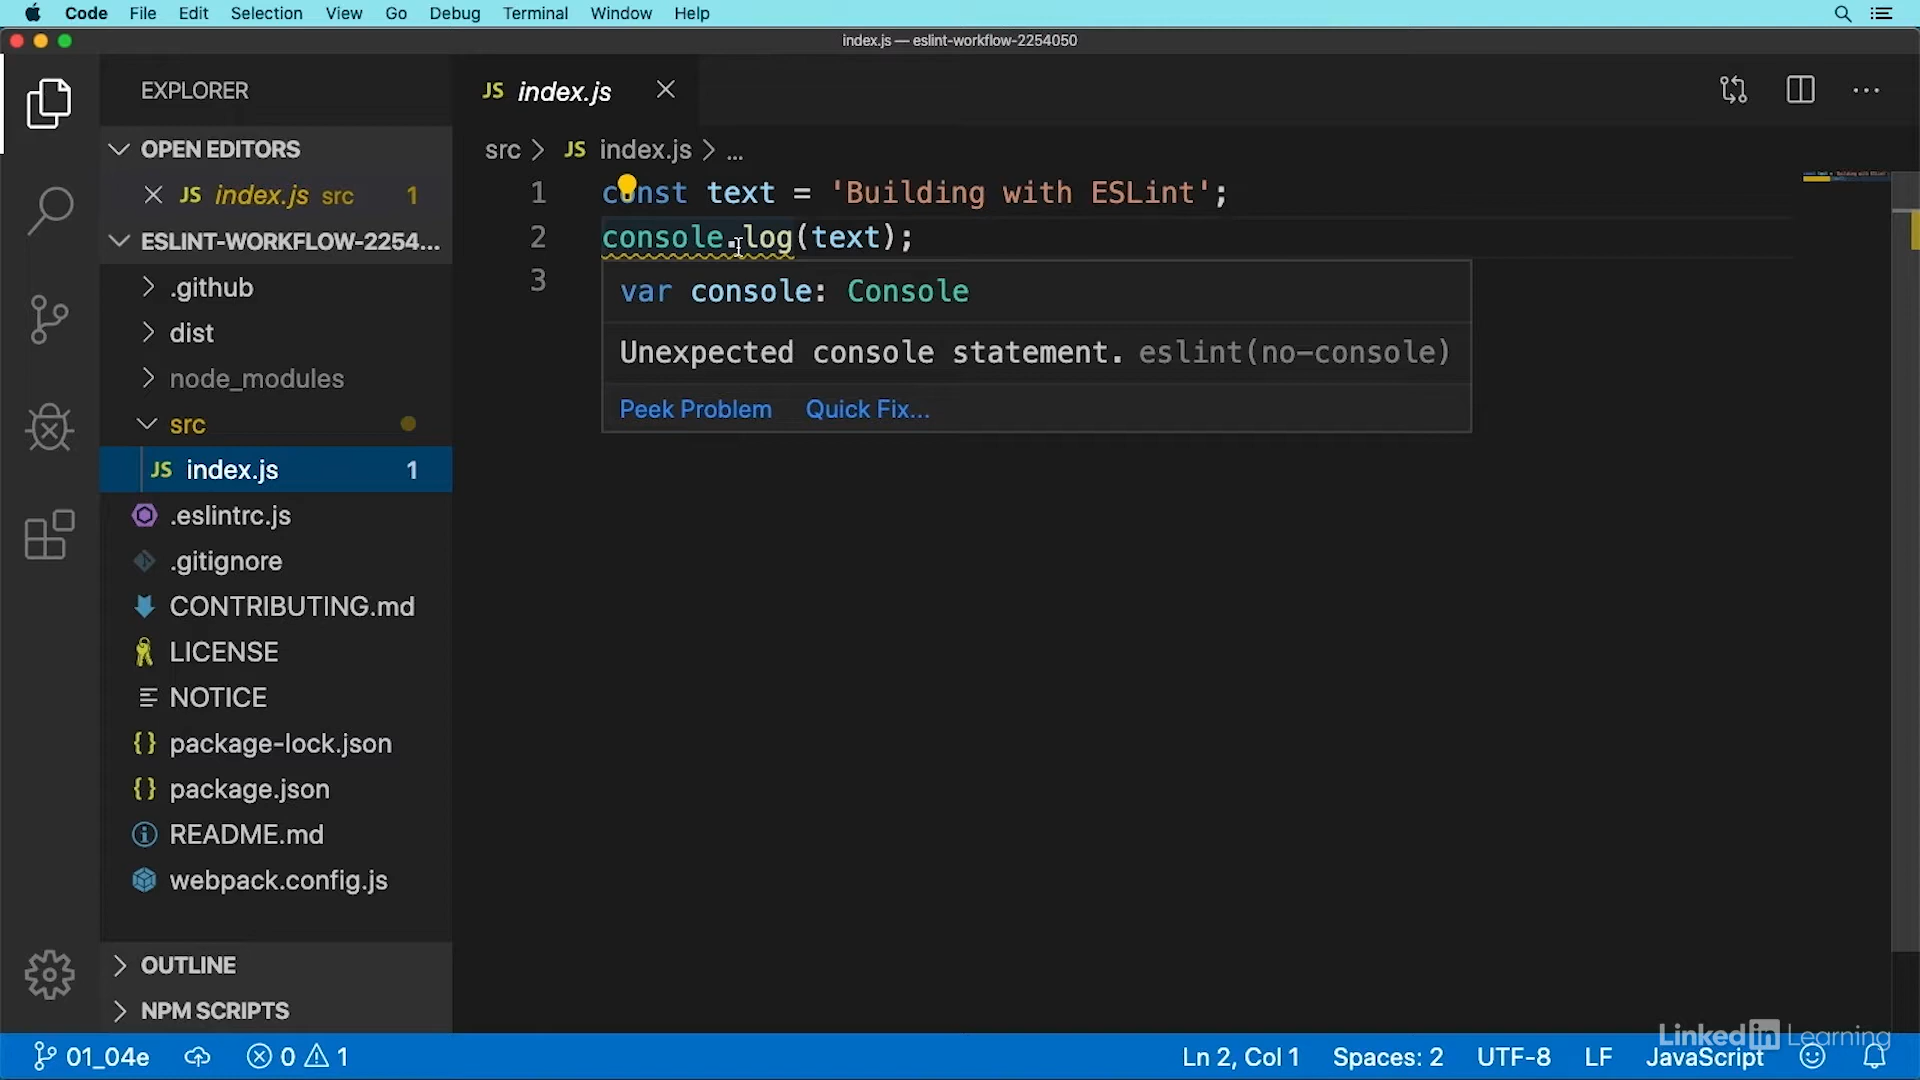 Code File Edit Selection View Go Debug Terminal Window Help
index.js — eslint-workflow-2254050
EXPLORER
OPEN EDITORS
JS index.js src 1
ESLINT-WORKFLOW-2254...
.github
dist
node_modules
src
JS index.js 1
.eslintrc.js
.gitignore
CONTRIBUTING.md
LICENSE
NOTICE
{} package-lock.json
{} package.json
README.md
webpack.config.js
OUTLINE
NPM SCRIPTS
JS index.js
src > JS index.js > ...
1 const text = 'Building with ESLint';
2 console.log(text);
3
var console: Console
Unexpected console statement. eslint(no-console)
Peek Problem Quick Fix...
LinkedIn Learning
01_04e 0 1 Ln 2, Col 1 Spaces: 2 UTF-8 LF JavaScript